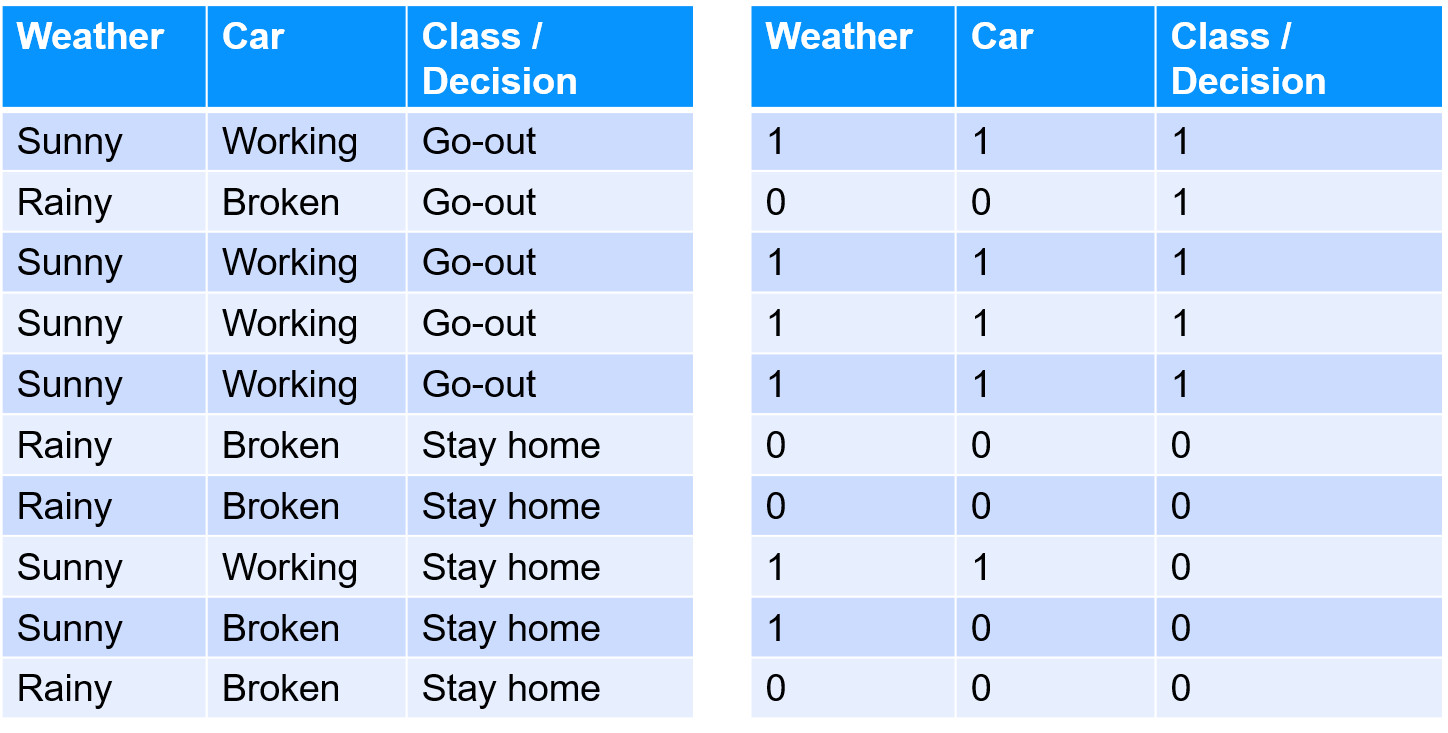 Weather Car Class / Decision Weather Car Class / Decision
Sunny Working Go-out 1 1 1
Rainy Broken Go-out 0 0 1
Sunny Working Go-out 1 1 1
Sunny Working Go-out 1 1 1
Sunny Working Go-out 1 1 1
Rainy Broken Stay home 0 0 0
Rainy Broken Stay home 0 0 0
Sunny Working Stay home 1 1 0
Sunny Broken Stay home 1 0 0
Rainy Broken Stay home 0 0 0